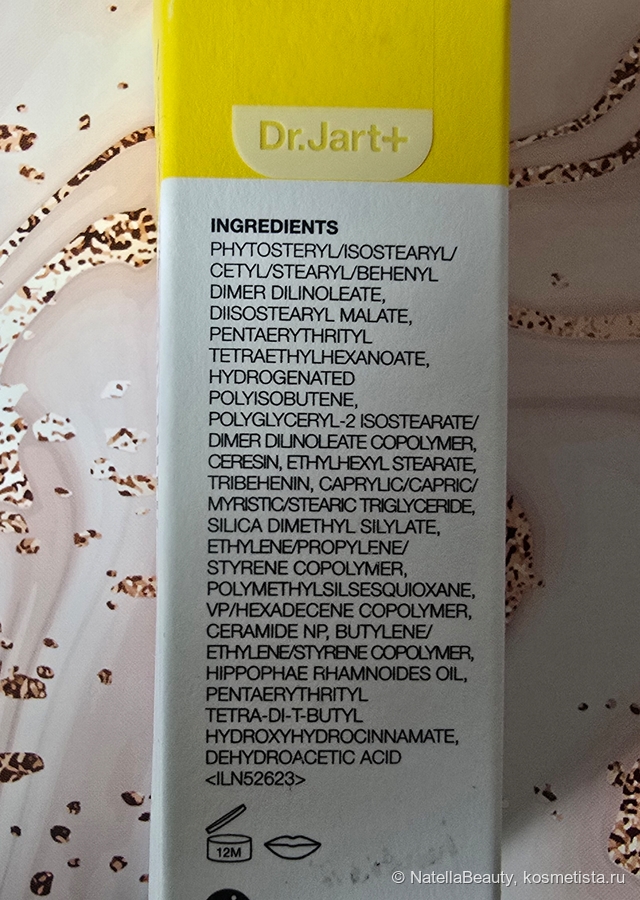 Dr.Jart+
INGREDIENTS
PHYTOSTERYL/ISOSTEARYL/
CETYL/STEARYL/BEHENYL
DIMER DILINOLEATE,
DIISOSTEARYL MALATE,
PENTAERYTHRITYL
TETRAETHYLHEXANOATE,
HYDROGENATED
POLYISOBUTENE,
POLYGLYCERYL-2 ISOSTEARATE/
DIMER DILINOLEATE COPOLYMER,
CERESIN, ETHYLHEXYL STEARATE,
TRIBEHENIN, CAPRYLIC/CAPRIC/
MYRISTIC/STEARIC TRIGLYCERIDE,
SILICA DIMETHYL SILYLATE,
ETHYLENE/PROPYLENE/
STYRENE COPOLYMER,
POLYMETHYLSILSESQUIOXANE,
VP/HEXADECENE COPOLYMER,
CERAMIDE NP, BUTYLENE/
ETHYLENE/STYRENE COPOLYMER,
HIPPOPHAE RHAMNOIDES OIL,
PENTAERYTHRITYL
TETRA-DI-T-BUTYL
HYDROXYHYDROCINNAMATE,
DEHYDROACETIC ACID
<ILN52623>
12M
© NatellaBeauty, kosmetista.ru